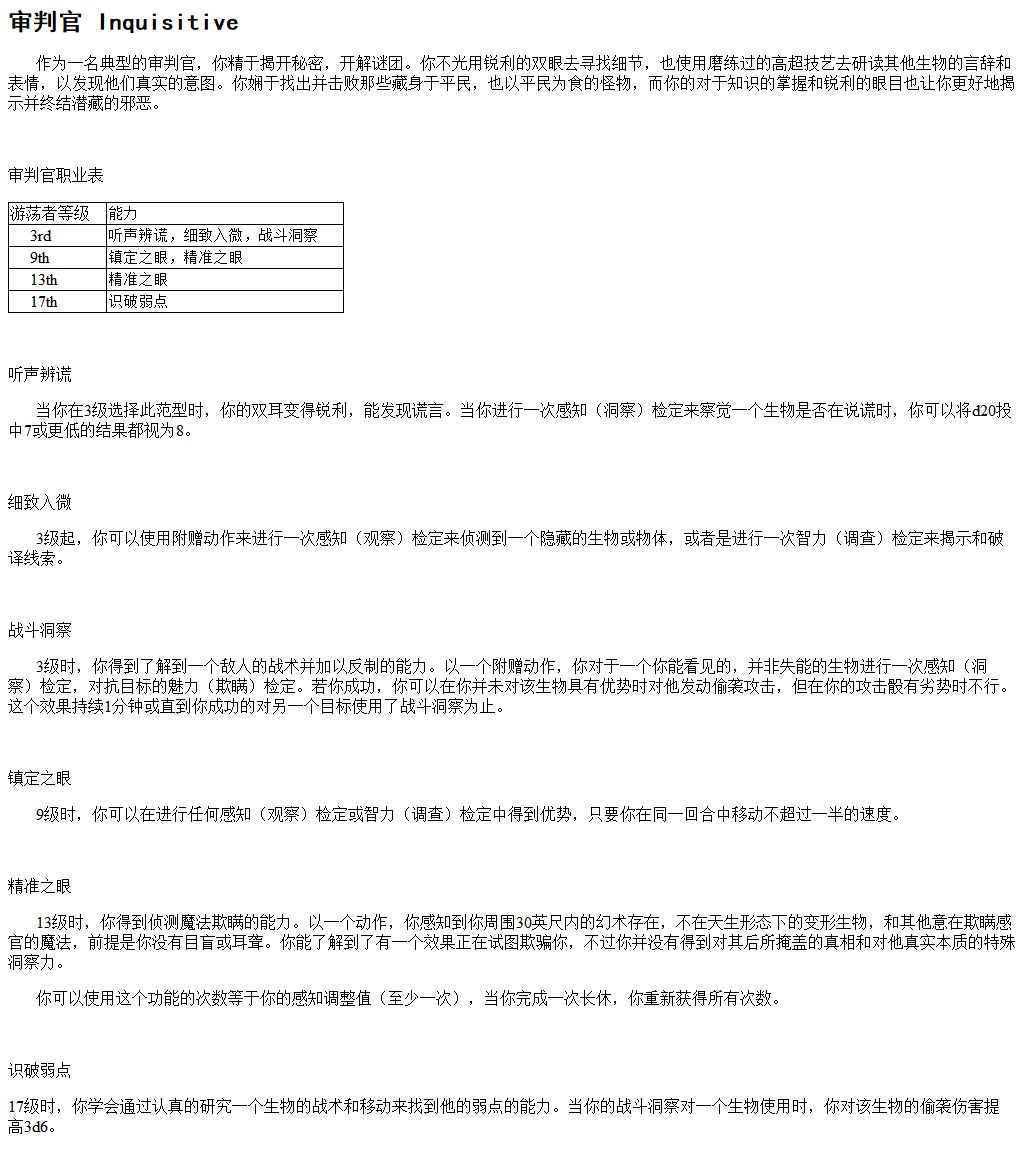 审判官 Inquisitive
作为一名典型的审判官，你精于揭开秘密，开解谜团。你不光用锐利的双眼去寻找细节，也使用磨练过的高超技艺去研读其他生物的言辞和
表情，以发现他们真实的意图。你娴于找出并击败那些藏身于平民，也以平民为食的怪物，而你的对于知识的掌握和锐利的眼目也让你更好地揭
示并终结潜藏的邪恶。
审判官职业表
游荡者等级 能力
3rd 听声辨谎，细致入微，战斗洞察
9th 镇定之眼，精准之眼
13th 精准之眼
17th 识破弱点
听声辨谎
当你在3级选择此范型时，你的双耳变得锐利，能发现谎言。当你进行一次感知（洞察）检定来察觉一个生物是否在说谎时，你可以将d20投
中7或更低的结果都视为8。
细致入微
3级起，你可以使用附赠动作来进行一次感知（观察）检定来侦测到一个隐藏的生物或物体，或者是进行一次智力（调查）检定来揭示和破
译线索。
战斗洞察
3级时，你得到了解到一个敌人的战术并加以反制的能力。以一个附赠动作，你对于一个你能看见的，并非失能的生物进行一次感知（洞
察）检定，对抗目标的魅力（欺瞒）检定。若你成功，你可以在你并未对该生物具有优势时对他发动偷袭攻击，但在你的攻击骰有劣势时不行。
这个效果持续1分钟或直到你成功的对另一个目标使用了战斗洞察为止。
镇定之眼
9级时，你可以在进行任何感知（观察）检定或智力（调查）检定中得到优势，只要你在同一回合中移动不超过一半的速度。
精准之眼
13级时，你得到侦测魔法欺瞒的能力。以一个动作，你感知到你周围30英尺内的幻术存在，不在天生形态下的变形生物，和其他意在欺瞒感
官的魔法，前提是你没有目盲或耳聋。你能了解到了有一个效果正在试图欺骗你，不过你并没有得到对其后所掩盖的真相和对他真实本质的特殊
洞察力。
你可以使用这个功能的次数等于你的感知调整值（至少一次），当你完成一次长休，你重新获得所有次数。
识破弱点
17级时，你学会通过认真的研究一个生物的战术和移动来找到他的弱点的能力。当你的战斗洞察对一个生物使用时，你对该生物的偷袭伤害提
高3d6。